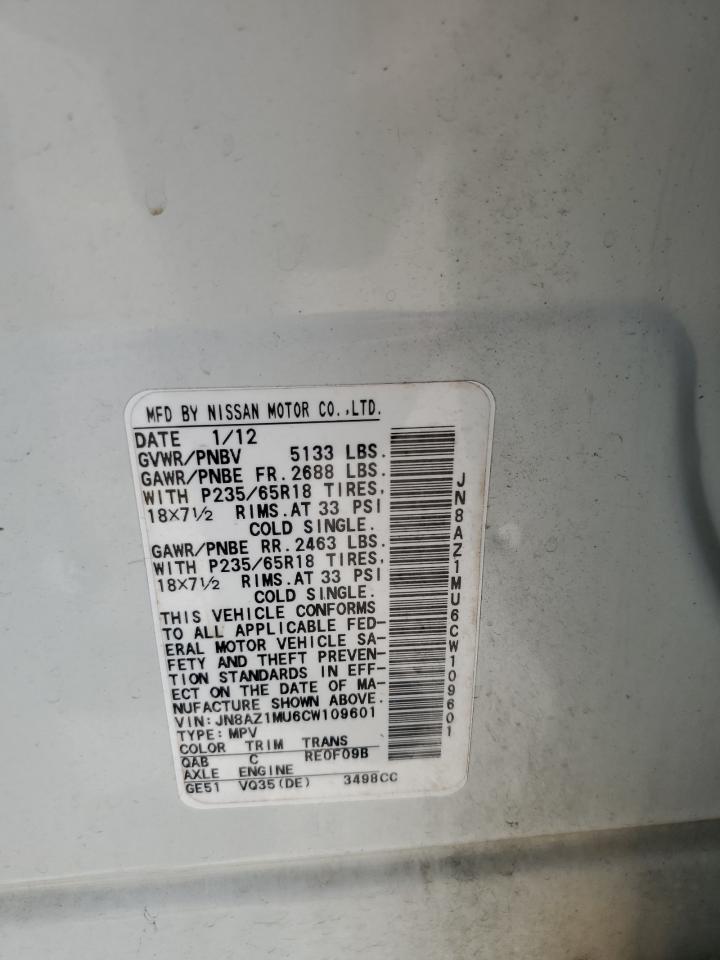 MFD BY NISSAN MOTOR CO.,LTD.
DATE 1/12
GVWR/PNBV 5133 LBS.
GAWR/PNBE FR. 2688 LBS.
WITH P235/65R18 TIRES,
18X7½ RIMS. AT 33 PSI
COLD SINGLE.
GAWR/PNBE RR. 2463 LBS.
WITH P235/65R18 TIRES,
18X7½ RIMS. AT 33 PSI
COLD SINGLE.
THIS VEHICLE CONFORMS
TO ALL APPLICABLE FED-
ERAL MOTOR VEHICLE SA-
FETY AND THEFT PREVEN-
TION STANDARDS IN EFF-
ECT ON THE DATE OF MA-
NUFACTURE SHOWN ABOVE.
VIN:JN8AZ1MU6CW109601
TYPE:MPV
COLOR TRIM TRANS
QAB C RE0F09B
AXLE ENGINE
GE51 VQ35(DE) 3498CC
JN8AZ1MU6CW109601